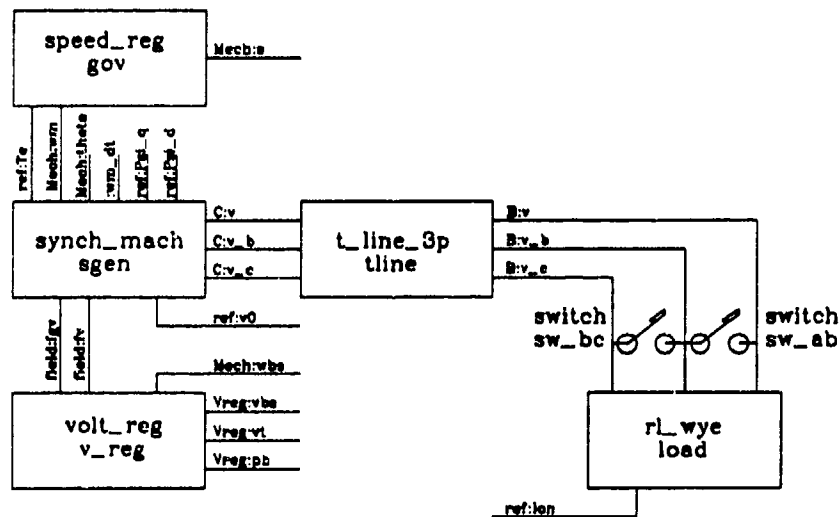 speed_reg
gov
Mech:s
ref:Te
Mech:wm
Mech:theta
:wm_dt
ref:Psi_q
ref:Psi_d
synch_mach
sgen
C:v
C:v_b
C:v_c
t_line_3p
tline
B:v
B:v_b
B:v_c
switch
sw_bc
switch
sw_ab
ref:v0
field:fgv
field:fv
Mech:wbs
volt_reg
v_reg
Vreg:vbs
Vreg:vt
Vreg:pb
rl_wye
load
ref:ion